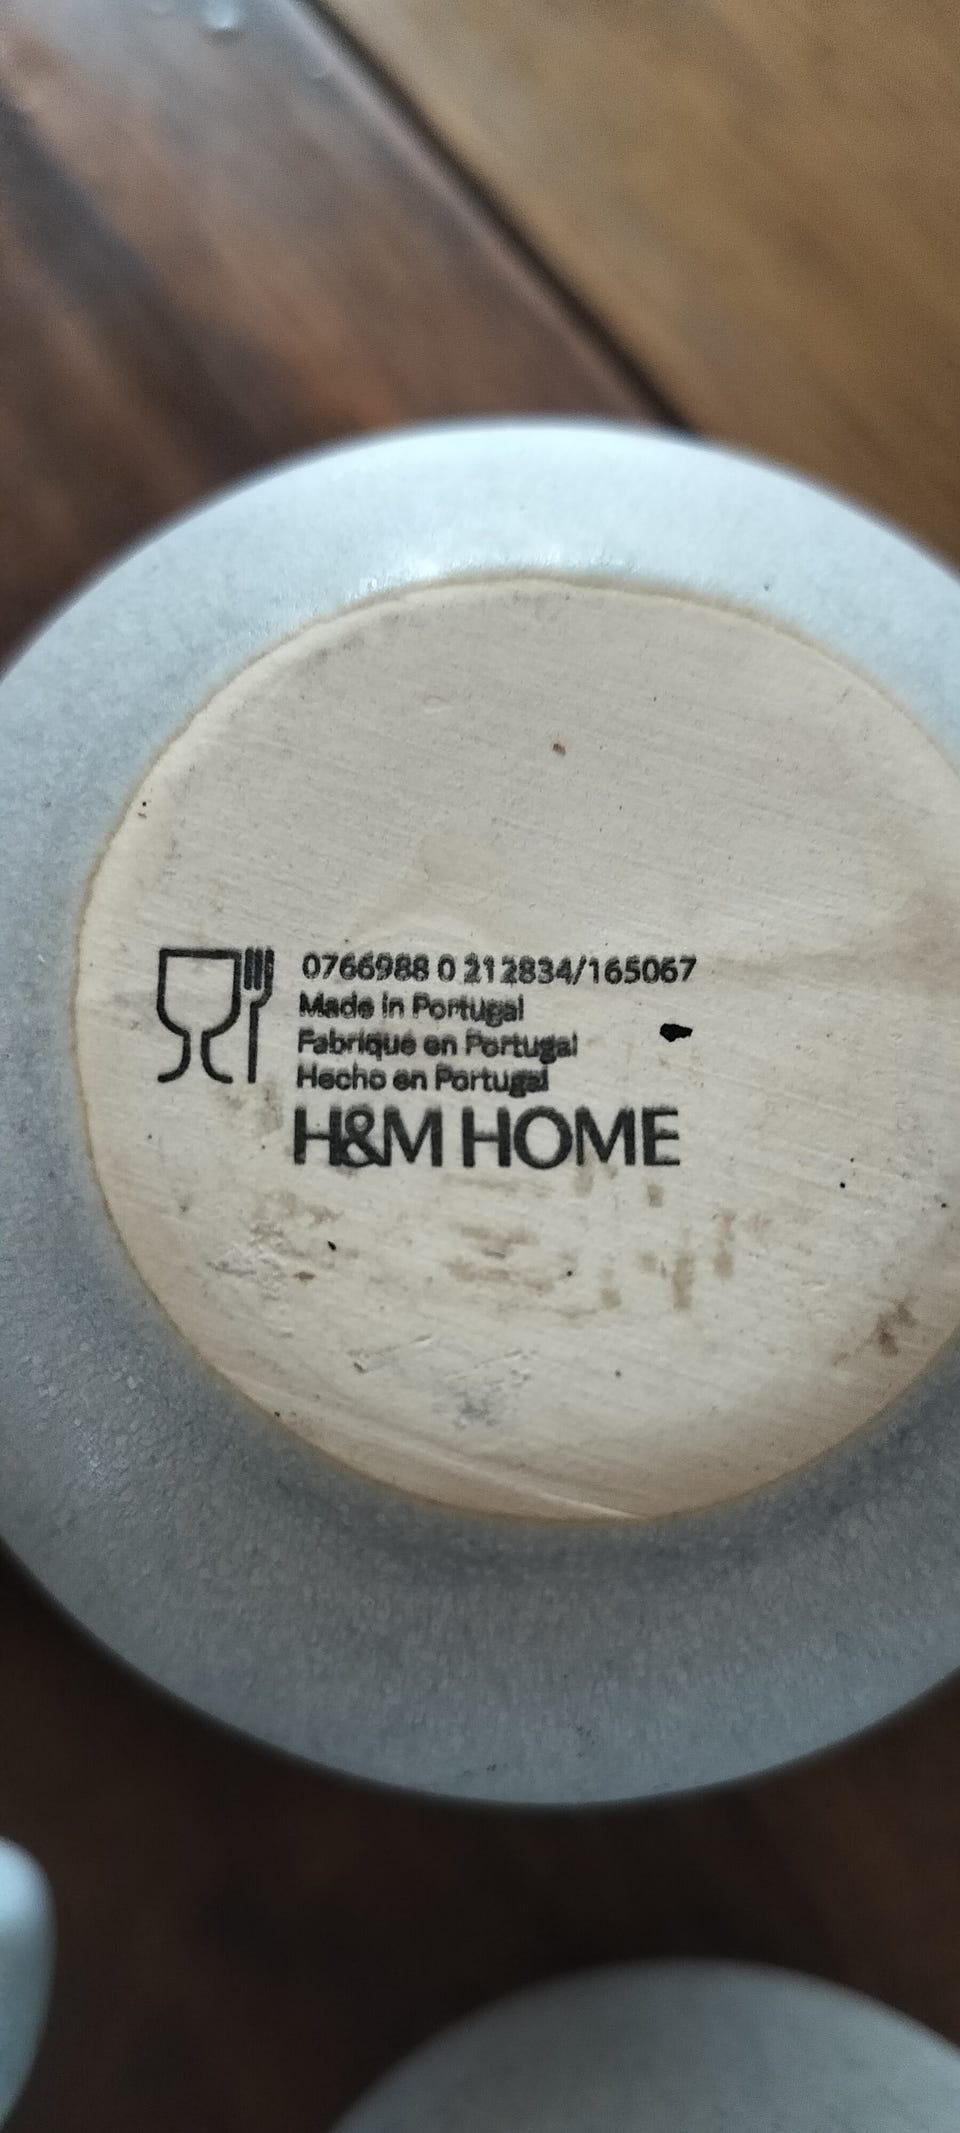 0766988 0 212834/165067
Made in Portugal
Fabriqué en Portugal
Hecho en Portugal
H&M HOME